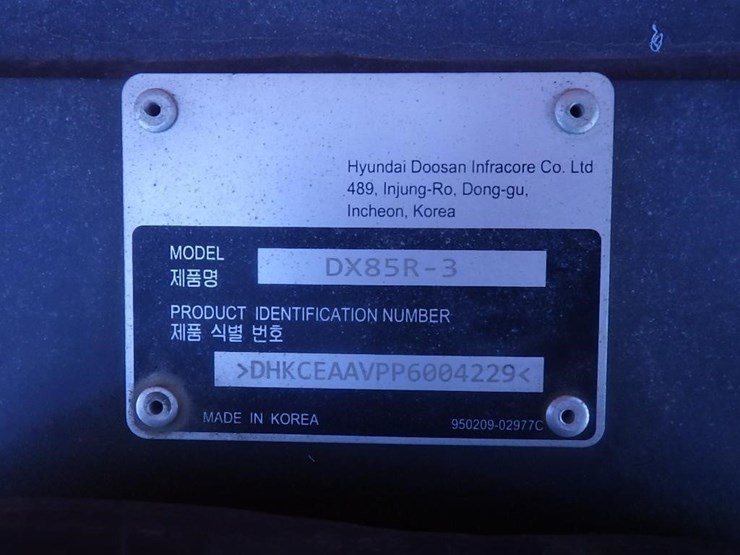 Hyundai Doosan Infracore Co. Ltd
489, Injung-Ro, Dong-gu,
Incheon, Korea
MODEL
제품명
DX85R-3
PRODUCT IDENTIFICATION NUMBER
제품 식별 번호
>DHKCEAAVPP6004229<
MADE IN KOREA
950209-02977C